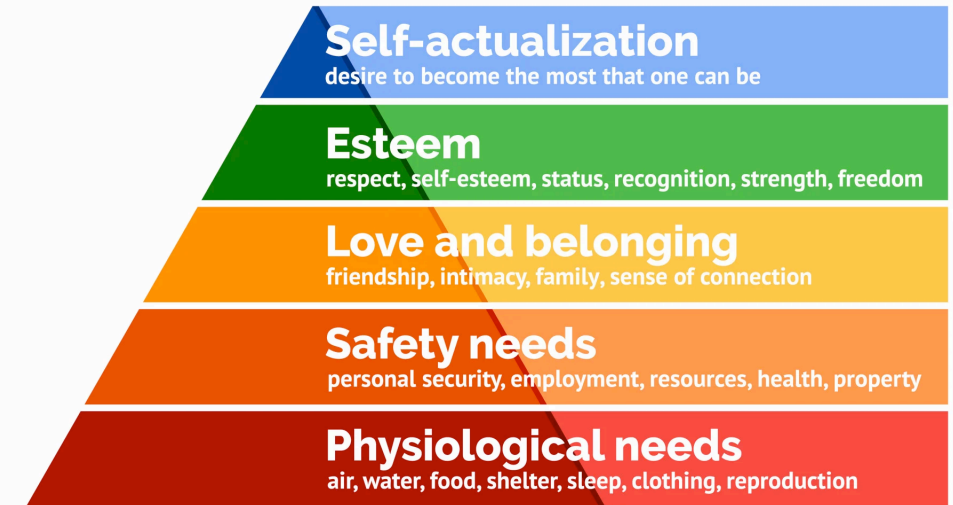 Self-actualization
desire to become the most that one can be
Esteem
respect, self-esteem, status, recognition, strength, freedom
Love and belonging
friendship, intimacy, family, sense of connection
Safety needs
personal security, employment, resources, health, property
Physiological needs
air, water, food, shelter, sleep, clothing, reproduction